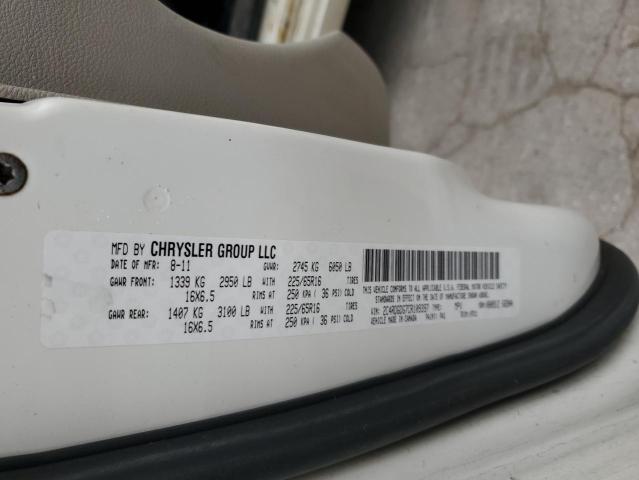 MFD BY CHRYSLER GROUP LLC
DATE OF MFR: 8-11 GVWR: 2745 KG 6050 LB
GAWR FRONT: 1339 KG 2950 LB 225/65R16 TIRES
16X6.5 RIMS AT 250 KPA ( 36 PSI) COLD
GAWR REAR: 1407 KG 3100 LB 225/65R16 TIRES
16X6.5 RIMS AT 250 KPA ( 36 PSI) COLD
THIS VEHICLE CONFORMS TO ALL APPLICABLE U.S.A. FEDERAL MOTOR VEHICLE SAFETY
STANDARDS IN EFFECT ON THE DATE OF MANUFACTURE SHOWN ABOVE.
VIN: TYPE: MPV
VEHICLE MADE IN CANADA